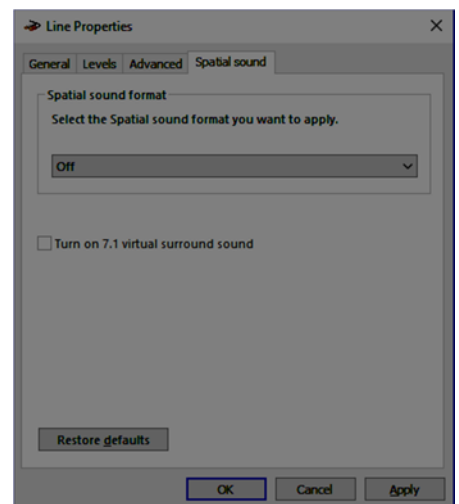 Line Properties
General Levels Advanced Spatial sound
Spatial sound format
Select the Spatial sound format you want to apply.
Off
Turn on 7.1 virtual surround sound
Restore defaults
OK Cancel Apply